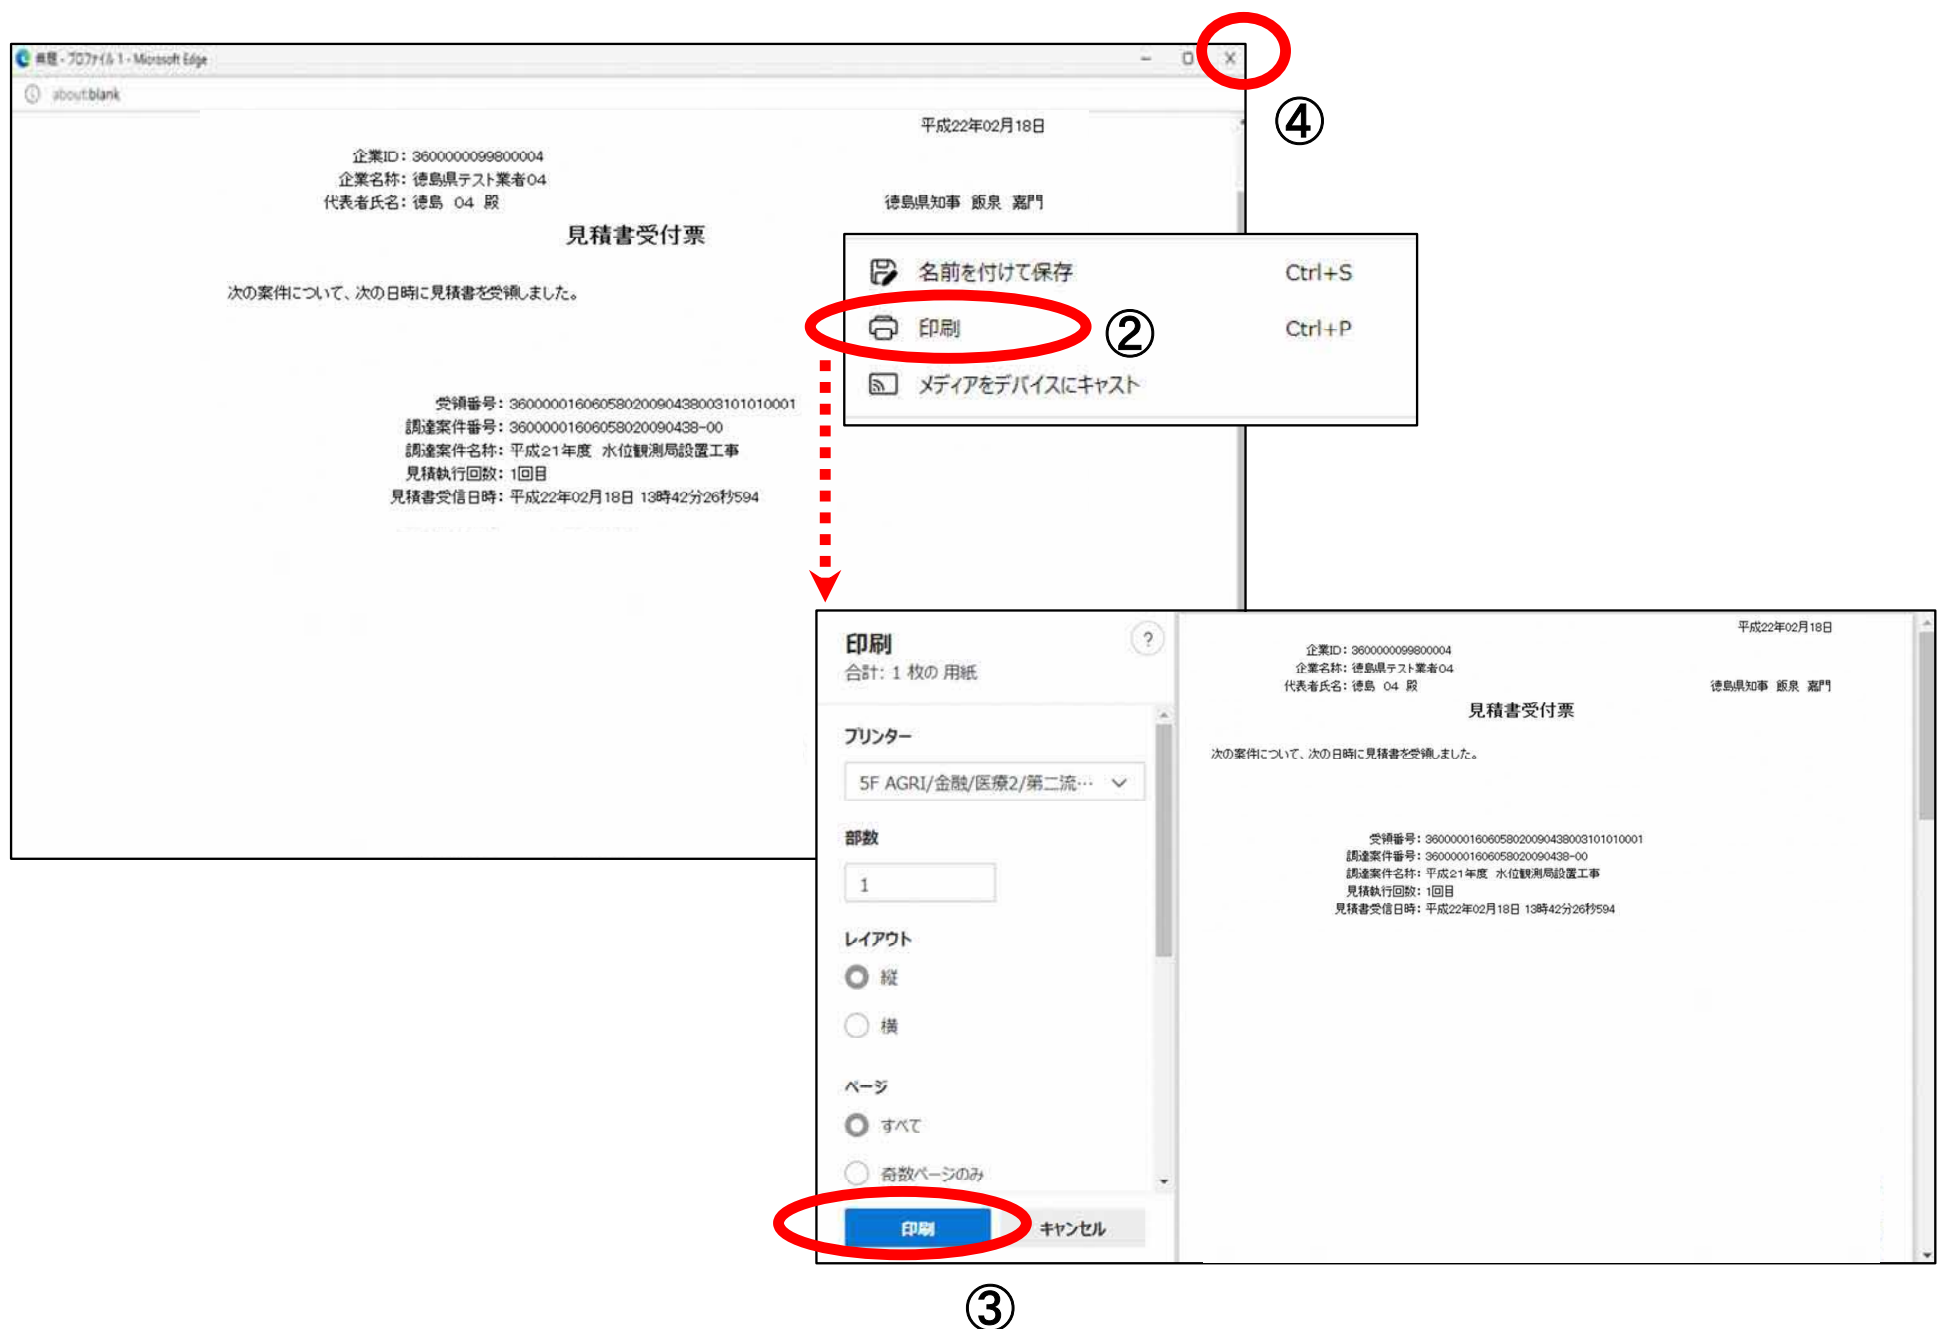 無題 - プロファイル 1 - Microsoft Edge
about:blank
平成22年02月18日
企業ID：3600000099800004
企業名称：徳島県テスト業者04
代表者氏名：徳島 04 殿
徳島県知事 飯泉 嘉門
見積書受付票
次の案件について、次の日時に見積書を受領しました。
受領番号：3600000160605802009043800310101​0001
調達案件番号：36000001606058020090438-00
調達案件名称：平成21年度 水位観測局設置工事
見積執行回数：1回目
見積書受信日時：平成22年02月18日 13時42分26秒594
④
名前を付けて保存 Ctrl+S
印刷 Ctrl+P
②
メディアをデバイスにキャスト
印刷
?
合計: 1 枚の 用紙
プリンター
5F AGRI/金融/医療2/第二流…
部数
1
レイアウト
縦
横
ページ
すべて
奇数ページのみ
印刷 キャンセル
③
平成22年02月18日
企業ID：3600000099800004
企業名称：徳島県テスト業者04
代表者氏名：徳島 04 殿
徳島県知事 飯泉 嘉門
見積書受付票
次の案件について、次の日時に見積書を受領しました。
受領番号：36000001606058020090438003101010001
調達案件番号：36000001606058020090438-00
調達案件名称：平成21年度 水位観測局設置工事
見積執行回数：1回目
見積書受信日時：平成22年02月18日 13時42分26秒594